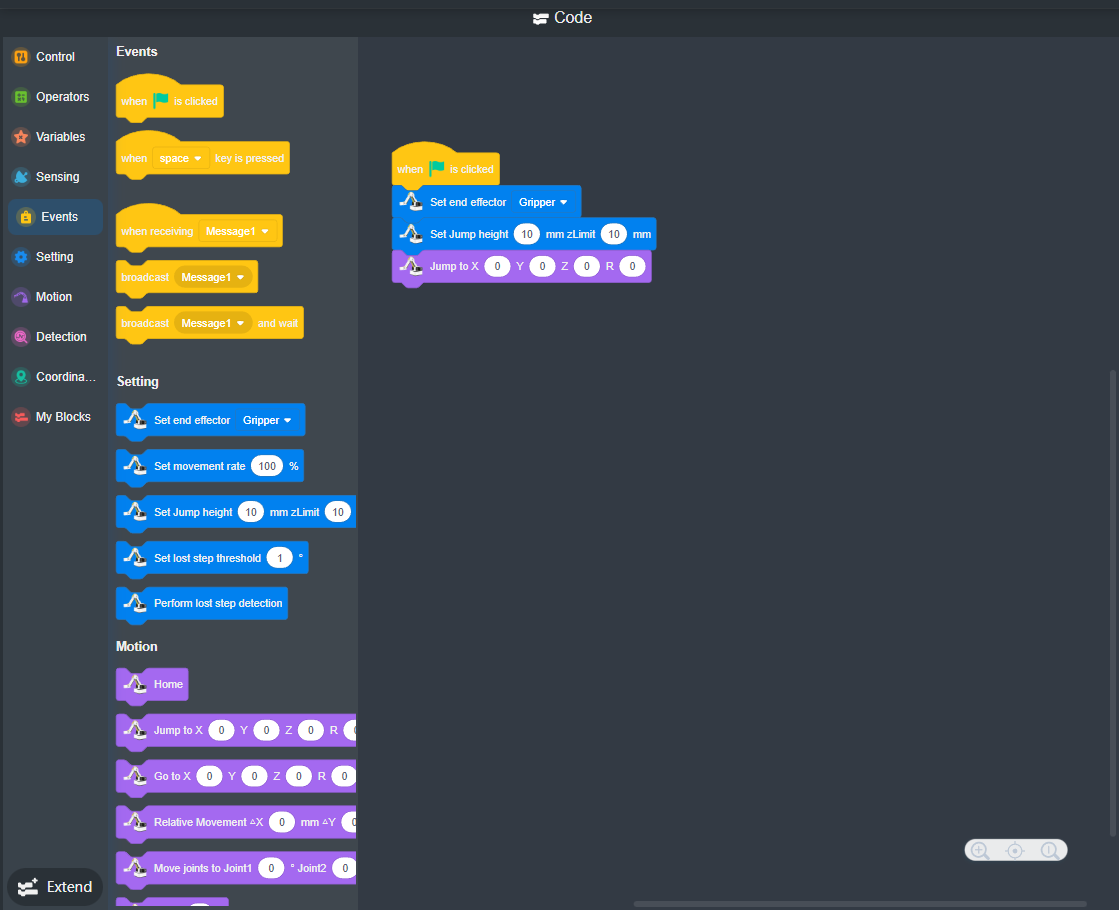 Code
Control
Operators
Variables
Sensing
Events
Setting
Motion
Detection
Coordina...
My Blocks
Extend
Events
when is clicked
when space key is pressed
when receiving Message1
broadcast Message1
broadcast Message1 and wait
Setting
Set end effector Gripper
Set movement rate 100 %
Set Jump height 10 mm zLimit 10
Set lost step threshold 1 °
Perform lost step detection
Motion
Home
Jump to X 0 Y 0 Z 0 R 0
Go to X 0 Y 0 Z 0 R 0
Relative Movement △X 0 mm △Y 0
Move joints to Joint1 0 ° Joint2 0
when is clicked
Set end effector Gripper
Set Jump height 10 mm zLimit 10 mm
Jump to X 0 Y 0 Z 0 R 0